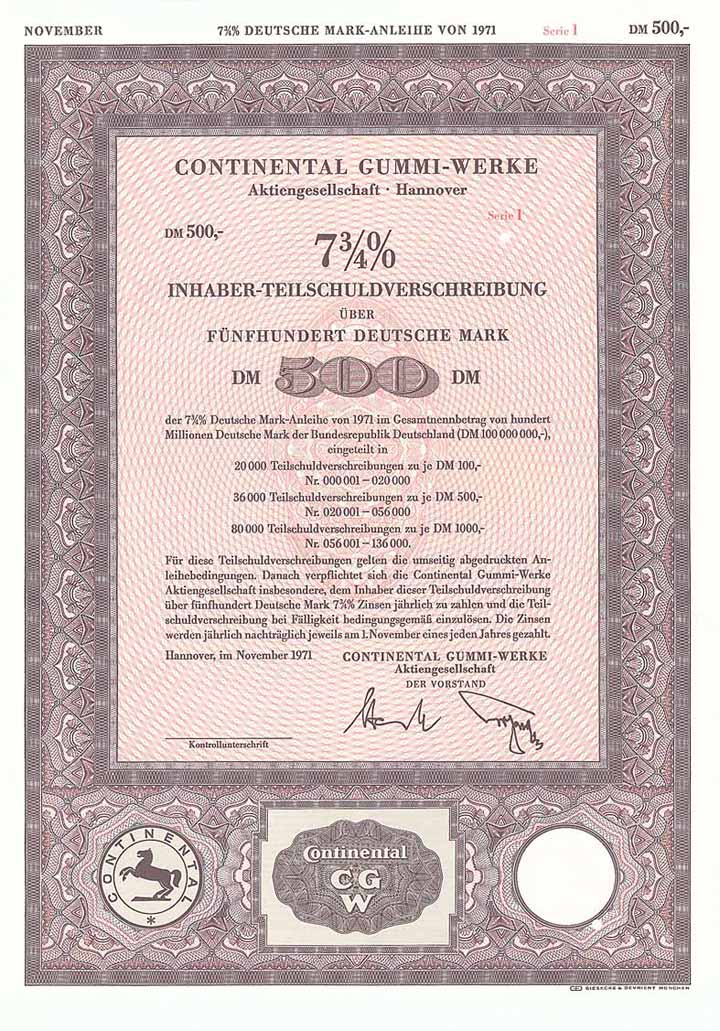 NOVEMBER 7¾% DEUTSCHE MARK-ANLEIHE VON 1971 Serie I DM 500,-
CONTINENTAL GUMMI-WERKE
Aktiengesellschaft · Hannover
Serie I
DM 500,-
7¾%
INHABER-TEILSCHULDVERSCHREIBUNG
ÜBER
FÜNFHUNDERT DEUTSCHE MARK
DM 500 DM
der 7¾% Deutsche Mark-Anleihe von 1971 im Gesamtnennbetrag von hundert
Millionen Deutsche Mark der Bundesrepublik Deutschland (DM 100 000 000,-),
eingeteilt in
20 000 Teilschuldverschreibungen zu je DM 100,-
Nr. 000 001 – 020 000
36 000 Teilschuldverschreibungen zu je DM 500,-
Nr. 020 001 – 056 000
80 000 Teilschuldverschreibungen zu je DM 1000,-
Nr. 056 001 – 136 000.
Für diese Teilschuldverschreibungen gelten die umseitig abgedruckten An-
leihebedingungen. Danach verpflichtet sich die Continental Gummi-Werke
Aktiengesellschaft insbesondere, dem Inhaber dieser Teilschuldverschreibung
über fünfhundert Deutsche Mark 7¾% Zinsen jährlich zu zahlen und die Teil-
schuldverschreibung bei Fälligkeit bedingungsgemäß einzulösen. Die Zinsen
werden jährlich nachträglich jeweils am 1. November eines jeden Jahres gezahlt.
Hannover, im November 1971
CONTINENTAL GUMMI-WERKE
Aktiengesellschaft
DER VORSTAND
Kontrollunterschrift
CONTINENTAL
*
Continental
C G
W
GIESECKE & DEVRIENT MÜNCHEN